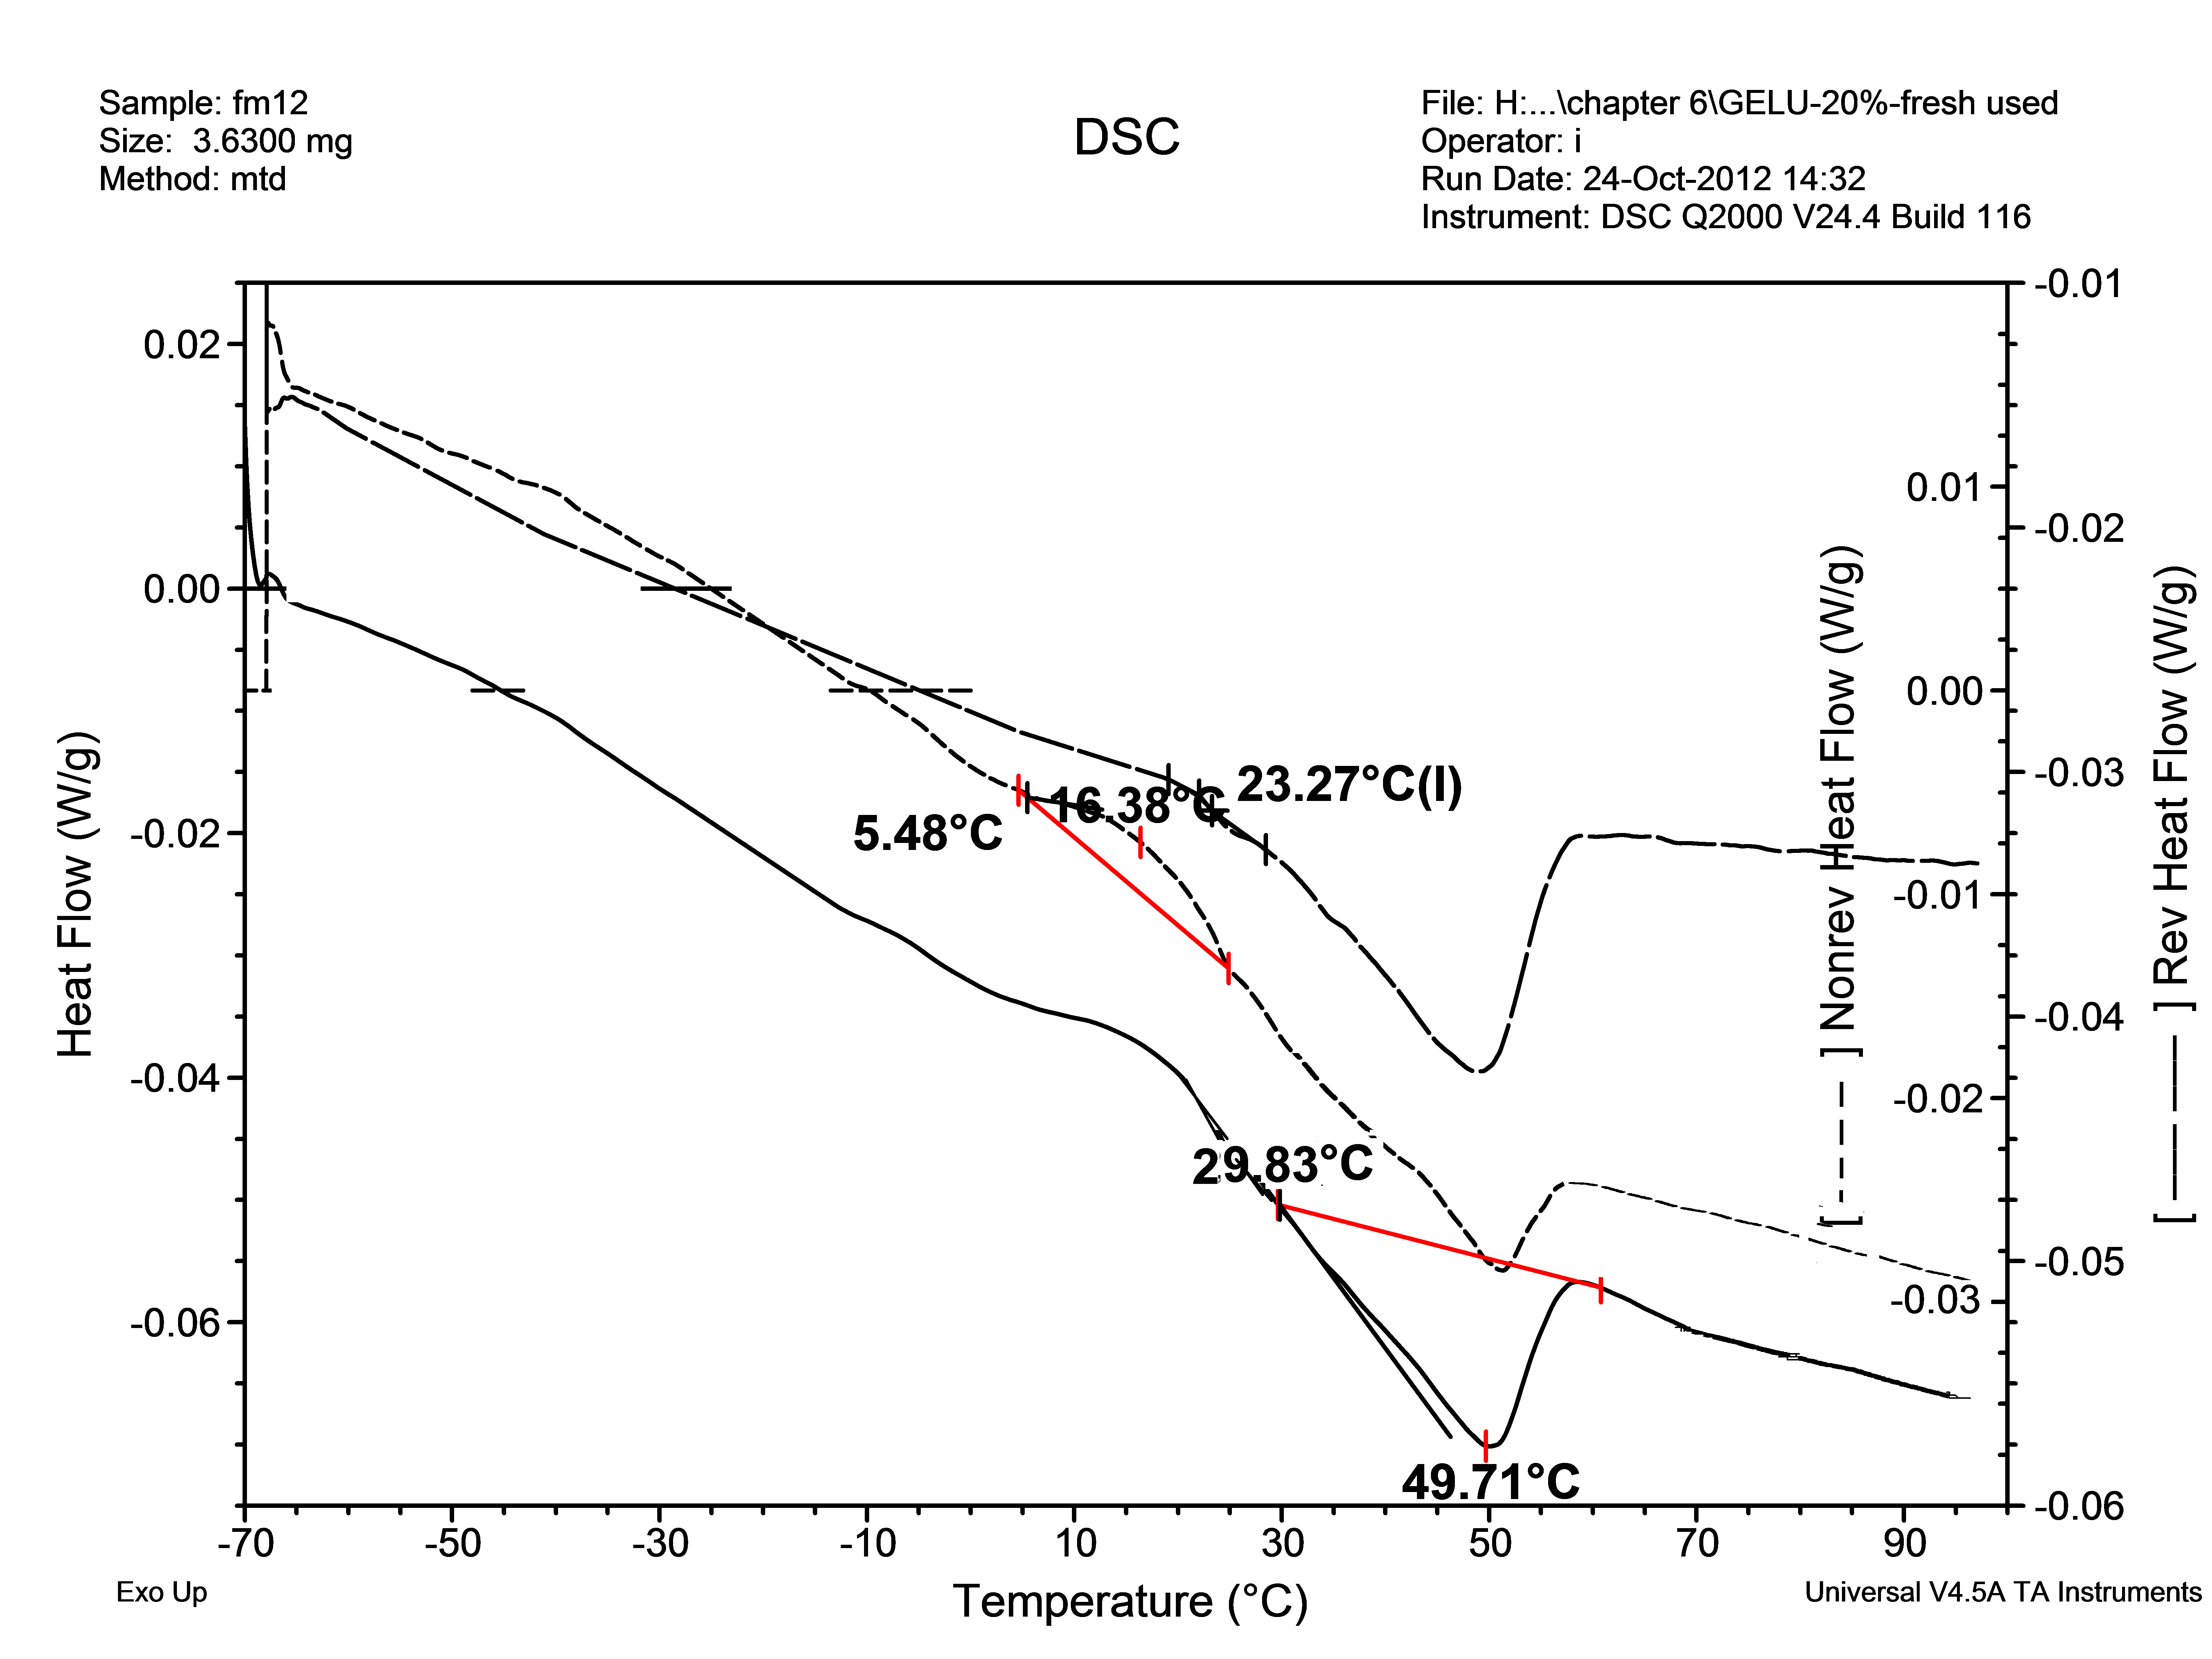 Sample: fm12
Size:  3.6300 mg
Method: mtd
DSC
File: H:...\chapter 6\GELU-20%-fresh used
Operator: i
Run Date: 24-Oct-2012 14:32
Instrument: DSC Q2000 V24.4 Build 116
0.02
0.00
-0.02
-0.04
-0.06
Heat Flow (W/g)
5.48°C
16.38°C
23.27°C(I)
29.83°C
49.71°C
0.01
0.00
-0.01
-0.02
-0.03
[ – – – – ] Nonrev Heat Flow (W/g)
-0.01
-0.02
-0.03
-0.04
-0.05
-0.06
[ ––– – ––– ] Rev Heat Flow (W/g)
-70
-50
-30
-10
10
30
50
70
90
Temperature (°C)
Exo Up
Universal V4.5A TA Instruments